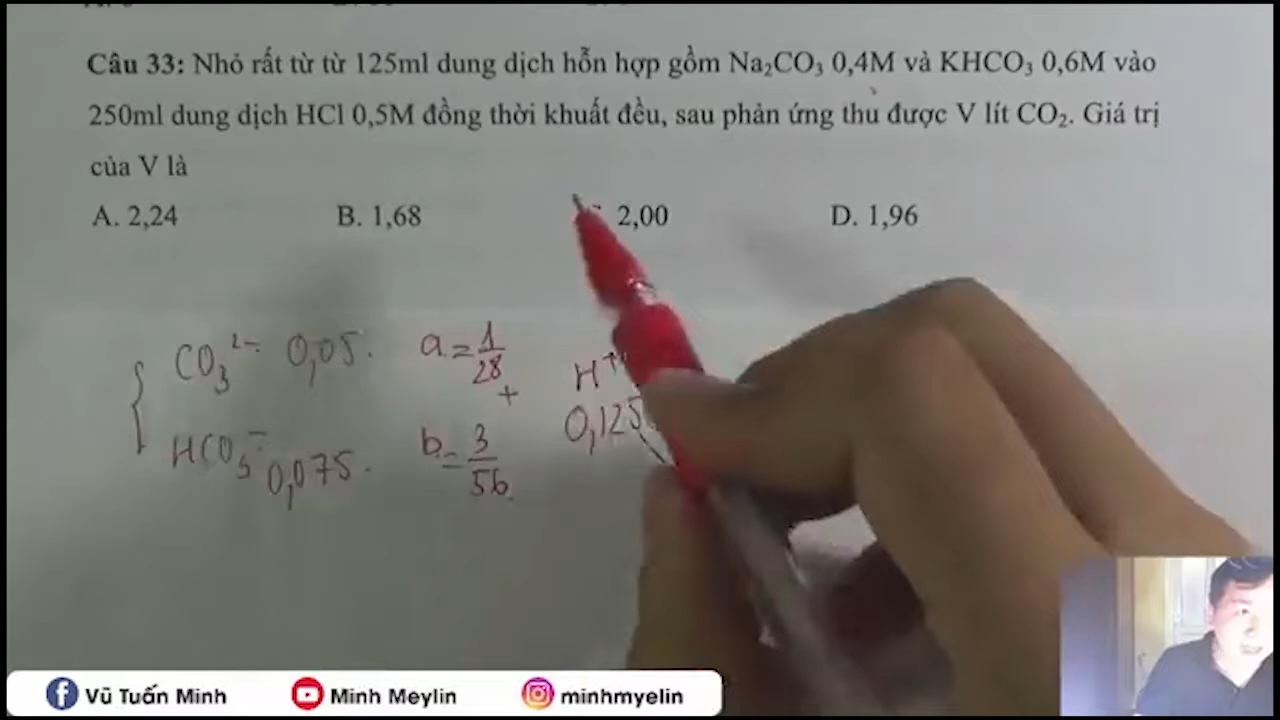 Câu 33: Nhỏ rất từ từ 125ml dung dịch hỗn hợp gồm Na₂CO₃ 0,4M và KHCO₃ 0,6M vào
250ml dung dịch HCl 0,5M đồng thời khuất đều, sau phản ứng thu được V lít CO₂. Giá trị
của V là
A. 2,24 B. 1,68 2,00 D. 1,96
CO₃²⁻ 0,05. a = 1/28
+ H⁺
HCO₃⁻ 0,075. b = 3/56 0,125
Vũ Tuấn Minh Minh Meylin minhmyelin